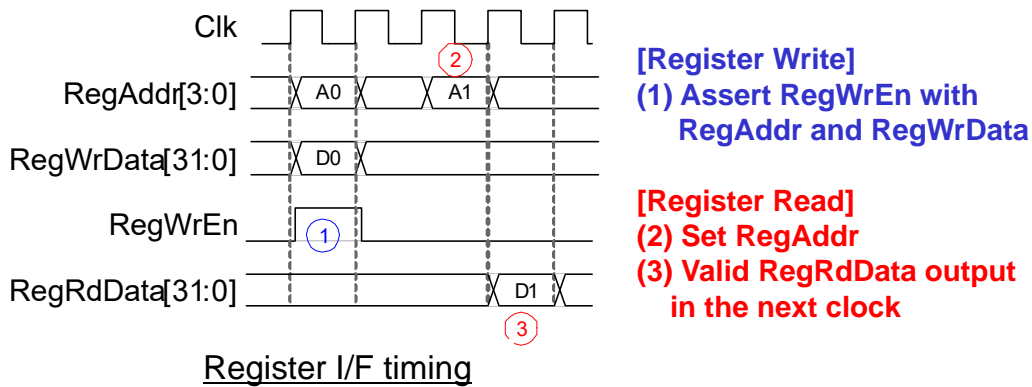 Clk
2
RegAddr[3:0] A0 A1
RegWrData[31:0] D0
RegWrEn 1
RegRdData[31:0] D1
3
Register I/F timing
[Register Write]
(1) Assert RegWrEn with
RegAddr and RegWrData
[Register Read]
(2) Set RegAddr
(3) Valid RegRdData output
in the next clock